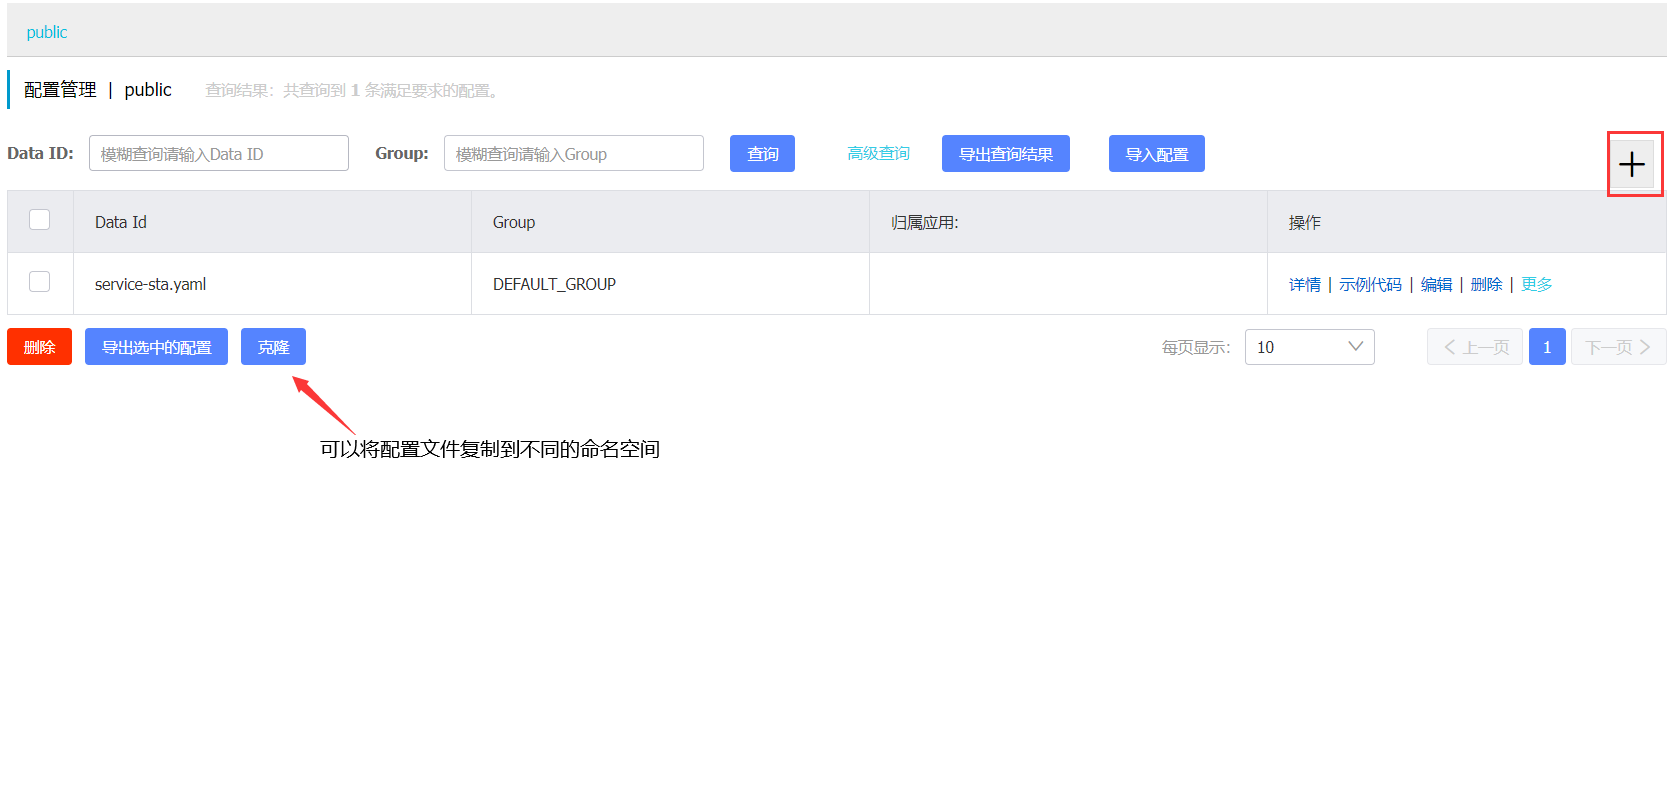 public
配置管理 | public 查询结果：共查询到 1 条满足要求的配置。
Data ID: 模糊查询请输入Data ID Group: 模糊查询请输入Group 查询 高级查询 导出查询结果 导入配置
Data Id Group 归属应用: 操作
service-sta.yaml DEFAULT_GROUP 详情 | 示例代码 | 编辑 | 删除 | 更多
删除 导出选中的配置 克隆 每页显示: 10 上一页 1 下一页
可以将配置文件复制到不同的命名空间